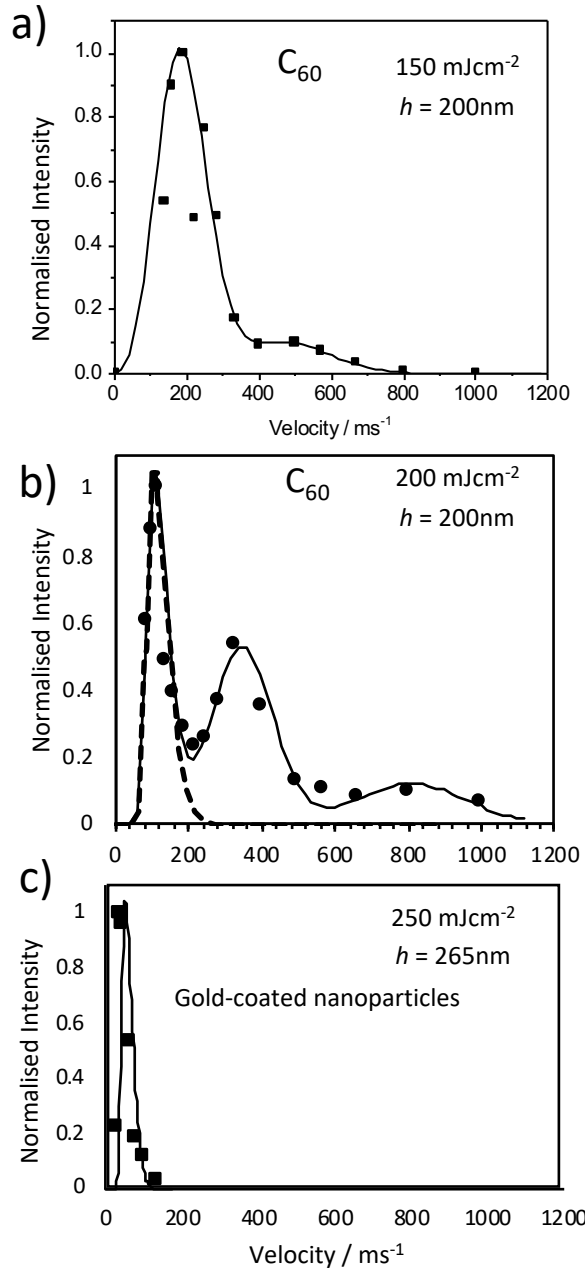 a)
C₆₀
150 mJcm⁻²
h = 200nm
Normalised Intensity
1.0
0.8
0.6
0.4
0.2
0.0
0 200 400 600 800 1000 1200
Velocity / ms⁻¹
b)
C₆₀
200 mJcm⁻²
h = 200nm
Normalised Intensity
1
0.8
0.6
0.4
0.2
0
0 200 400 600 800 1000 1200
c)
250 mJcm⁻²
h = 265nm
Gold-coated nanoparticles
Normalised Intensity
1
0.8
0.6
0.4
0.2
0
0 200 400 600 800 1000 1200
Velocity / ms⁻¹